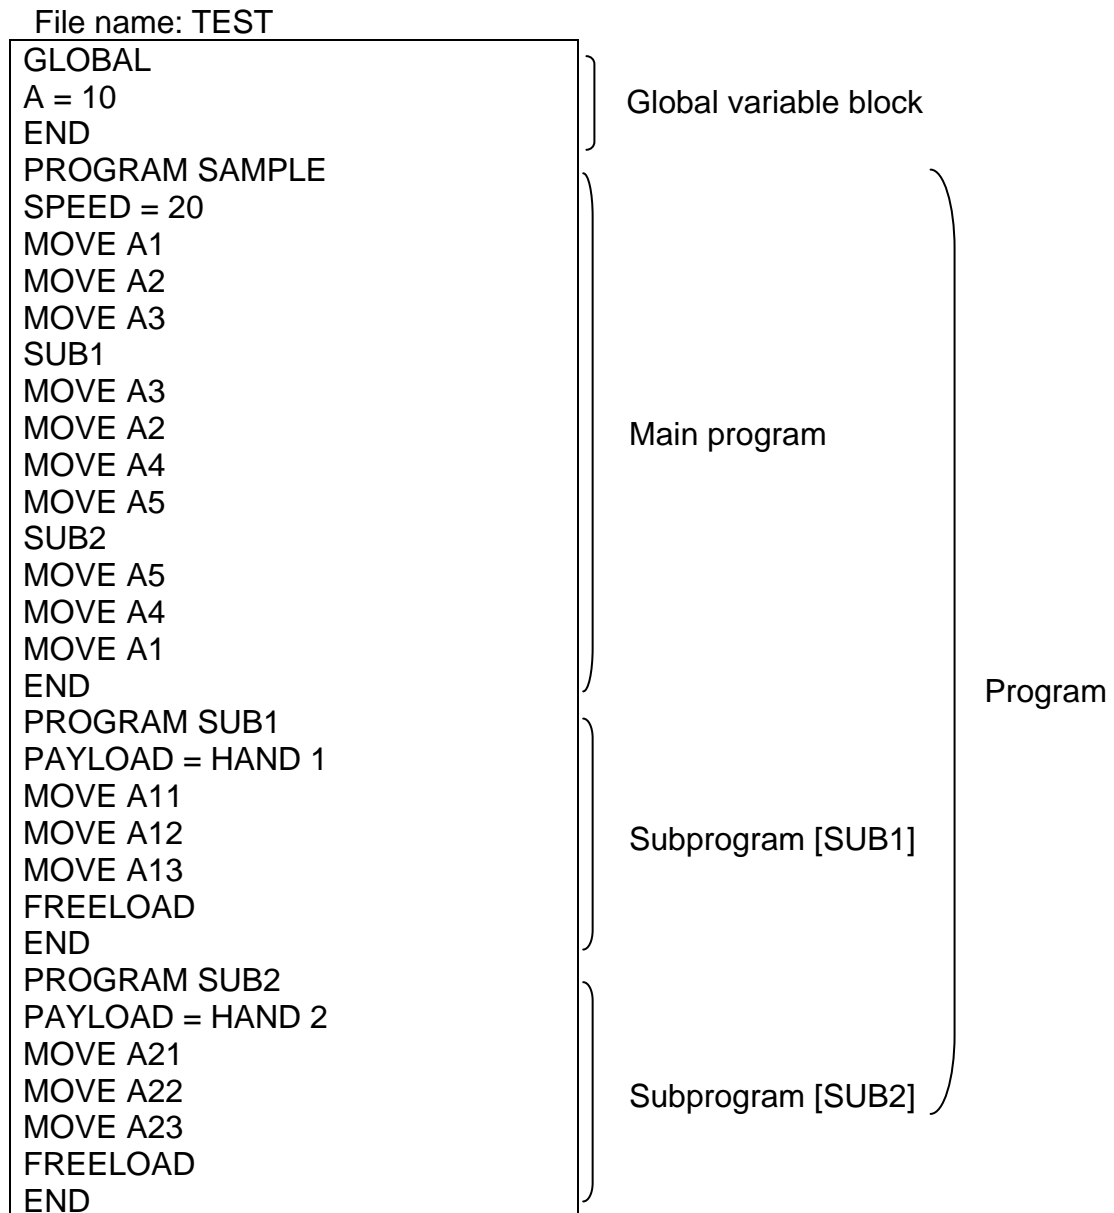 File name: TEST
GLOBAL
A = 10
END
Global variable block
PROGRAM SAMPLE
SPEED = 20
MOVE A1
MOVE A2
MOVE A3
SUB1
MOVE A3
MOVE A2
MOVE A4
MOVE A5
SUB2
MOVE A5
MOVE A4
MOVE A1
END
Main program
PROGRAM SUB1
PAYLOAD = HAND 1
MOVE A11
MOVE A12
MOVE A13
FREELOAD
END
Subprogram [SUB1]
PROGRAM SUB2
PAYLOAD = HAND 2
MOVE A21
MOVE A22
MOVE A23
FREELOAD
END
Subprogram [SUB2]
Program